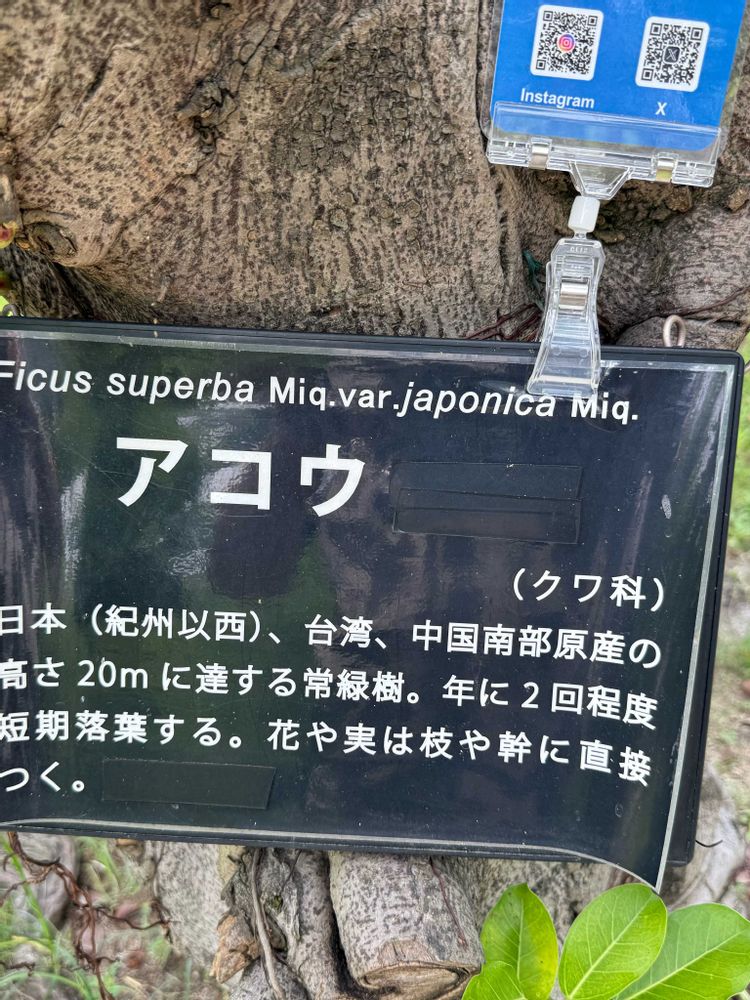 Instagram
X
Ficus superba Miq.var.japonica Miq.
アコウ
（クワ科）
日本（紀州以西）、台湾、中国南部原産の
高さ20mに達する常緑樹。年に2回程度
短期落葉する。花や実は枝や幹に直接
つく。